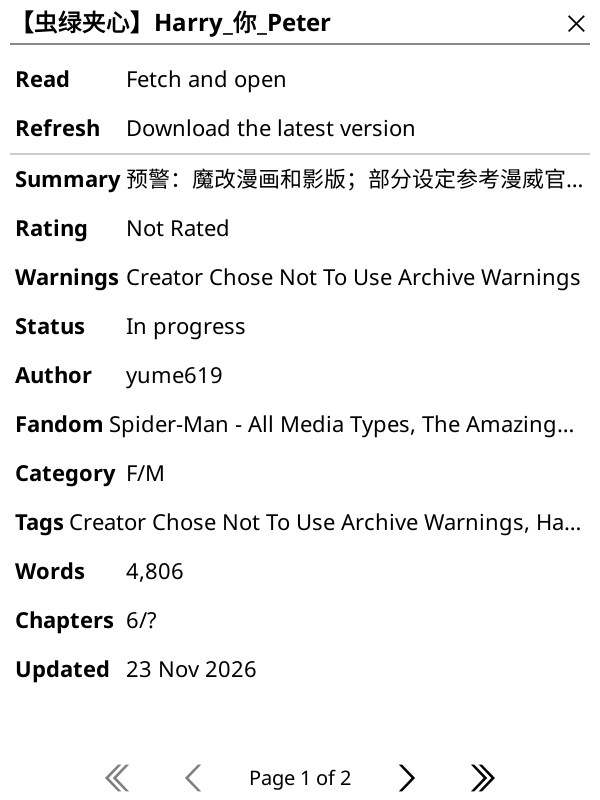 【虫绿夹心】Harry_你_Peter
Read Fetch and open
Refresh Download the latest version
Summary 预警：魔改漫画和影版；部分设定参考漫威官...
Rating Not Rated
Warnings Creator Chose Not To Use Archive Warnings
Status In progress
Author yume619
Fandom Spider-Man - All Media Types, The Amazing...
Category F/M
Tags Creator Chose Not To Use Archive Warnings, Ha...
Words 4,806
Chapters 6/?
Updated 23 Nov 2026
Page 1 of 2